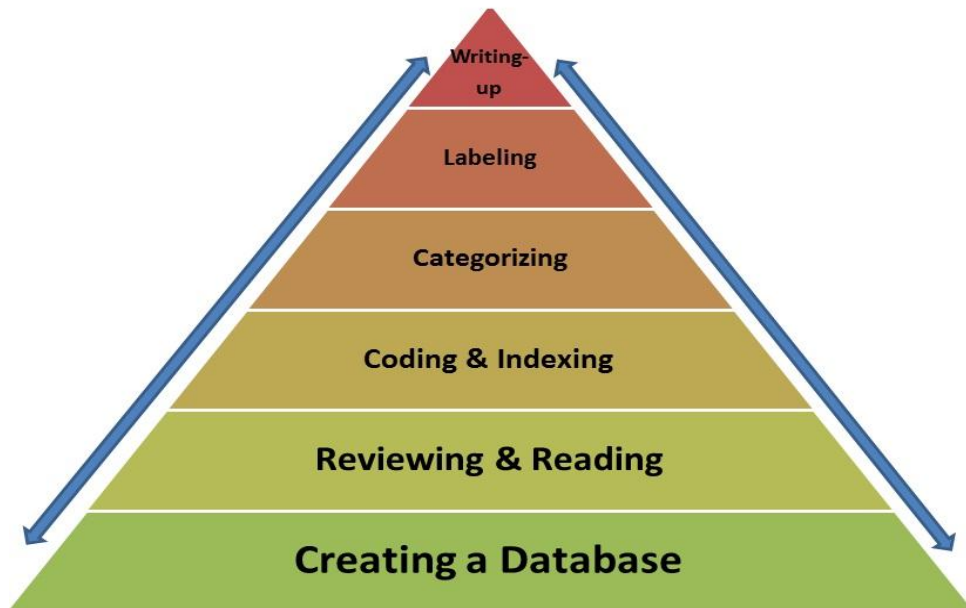 Writing-
up
Labeling
Categorizing
Coding & Indexing
Reviewing & Reading
Creating a Database